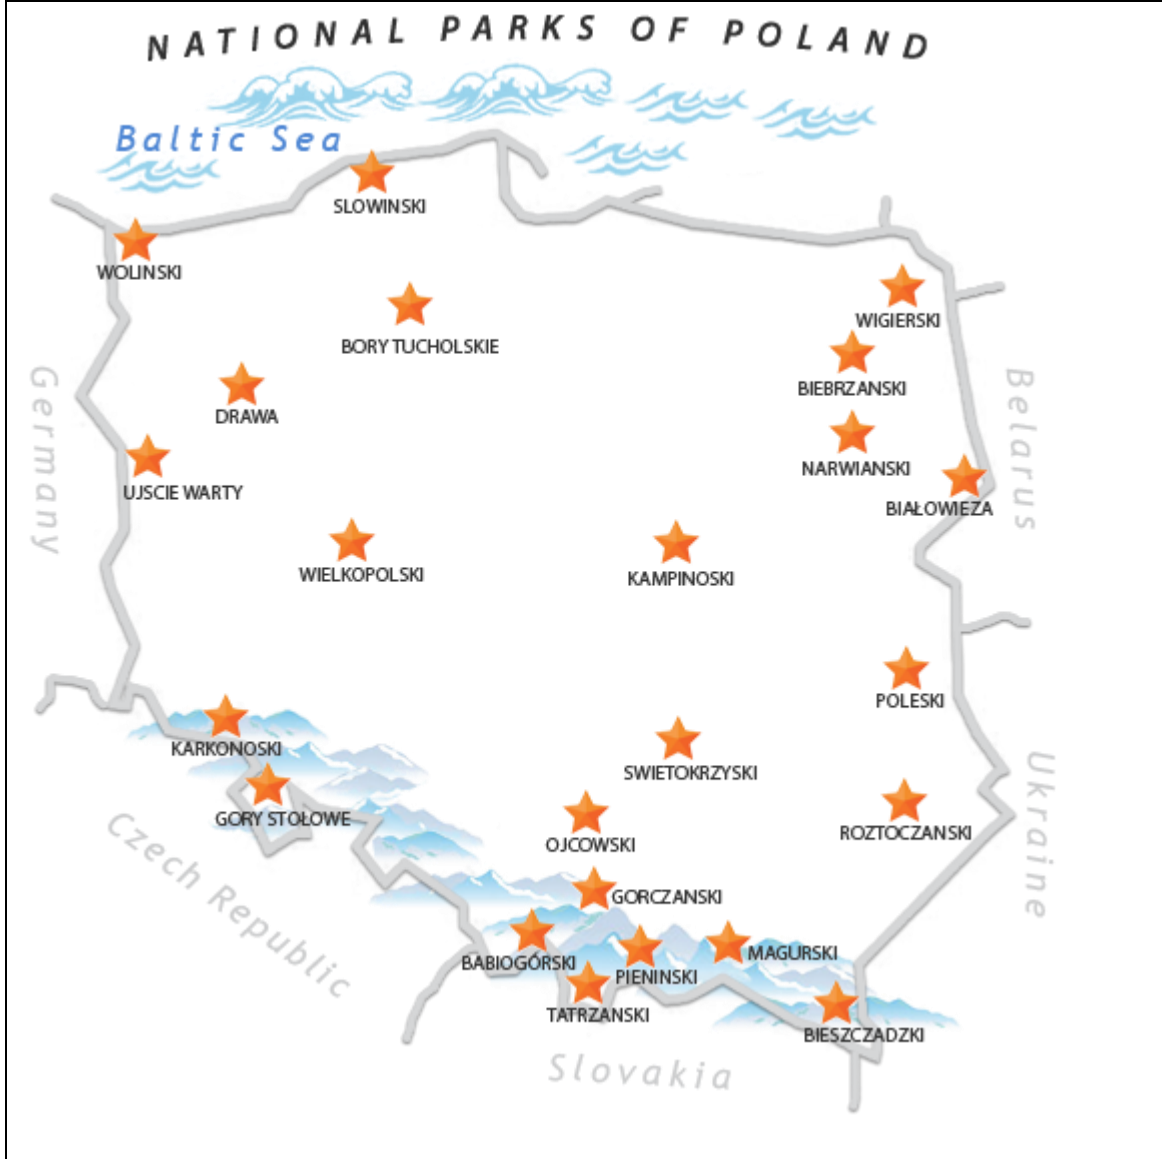 NATIONAL PARKS OF POLAND
Baltic Sea
SLOWINSKI
WOLINSKI
WIGIERSKI
BORY TUCHOLSKIE
BIEBRZANSKI
DRAWA
Germany
Belarus
NARWIANSKI
UJSCIE WARTY
BIAŁOWIEZA
WIELKOPOLSKI
KAMPINOSKI
POLESKI
KARKONOSKI
SWIETOKRZYSKI
GORY STOŁOWE
ROZTOCZANSKI
Ukraine
OJCOWSKI
Czech Republic
GORCZANSKI
MAGURSKI
BABIOGÓRSKI
PIENINSKI
TATRZANSKI
BIESZCZADZKI
Slovakia